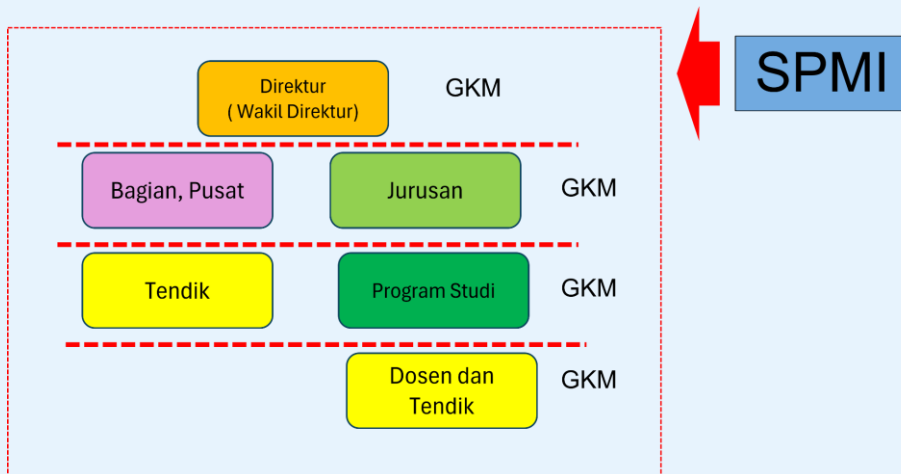 SPMI
Direktur
( Wakil Direktur)
GKM
Bagian, Pusat
Jurusan
GKM
Tendik
Program Studi
GKM
Dosen dan
Tendik
GKM